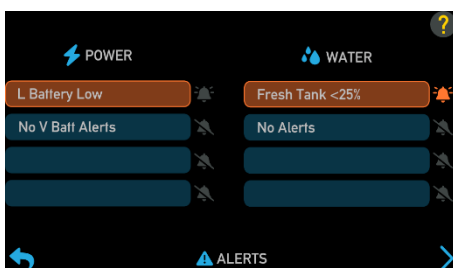 ?
POWER
WATER
L Battery Low
Fresh Tank <25%
No V Batt Alerts
No Alerts
ALERTS